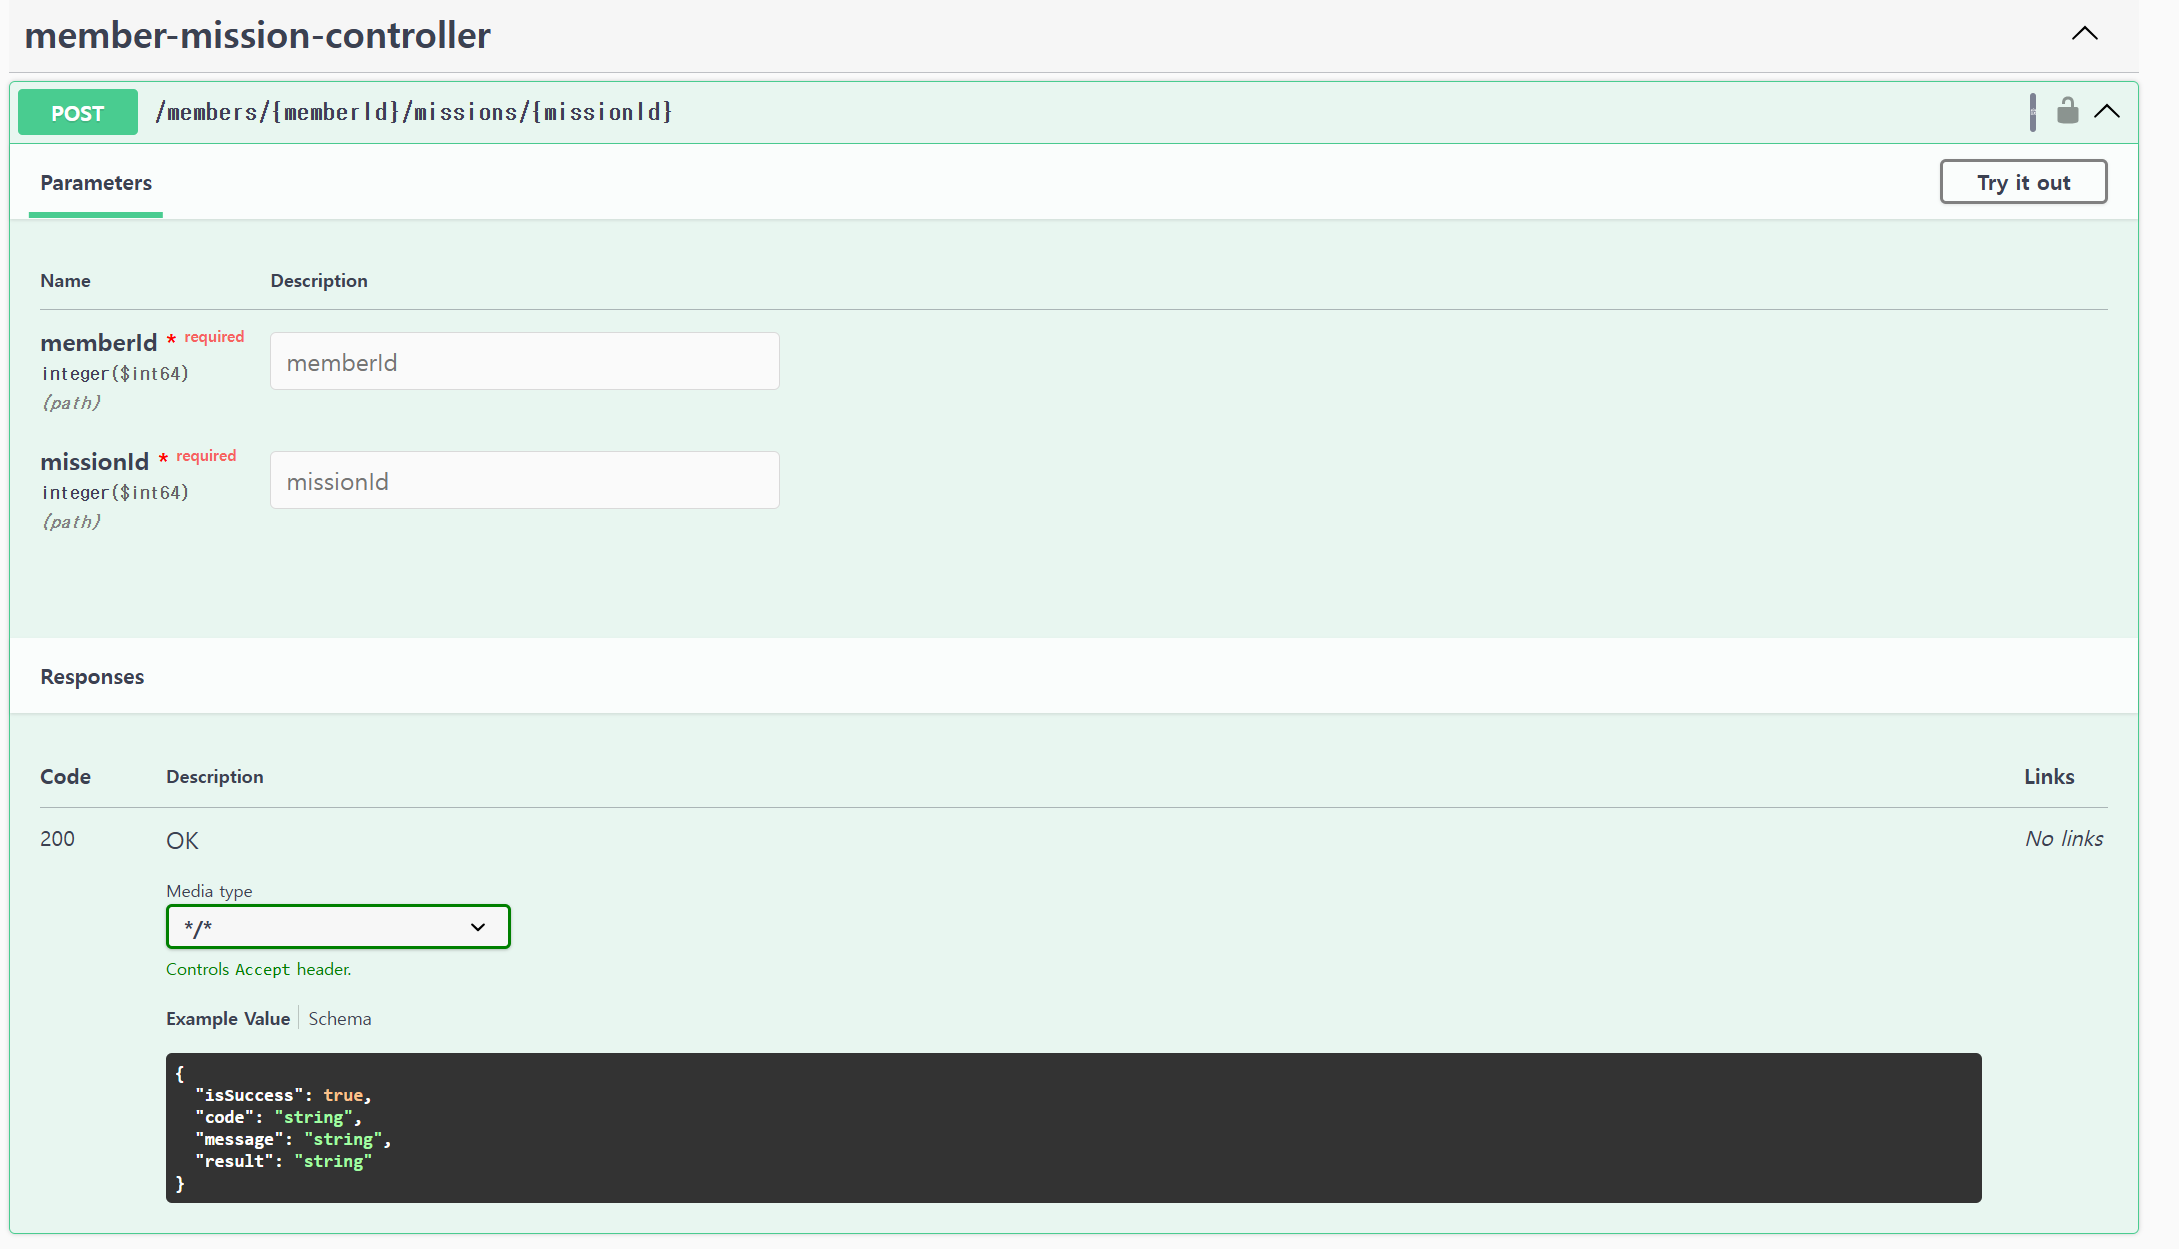 member-mission-controller
POST /members/{memberId}/missions/{missionId}
Parameters
Try it out
Name Description
memberId * required
integer($int64)
(path)
memberId
missionId * required
integer($int64)
(path)
missionId
Responses
Code Description Links
200 OK No links
Media type
*/*
Controls Accept header.
Example Value Schema
{
  "isSuccess": true,
  "code": "string",
  "message": "string",
  "result": "string"
}